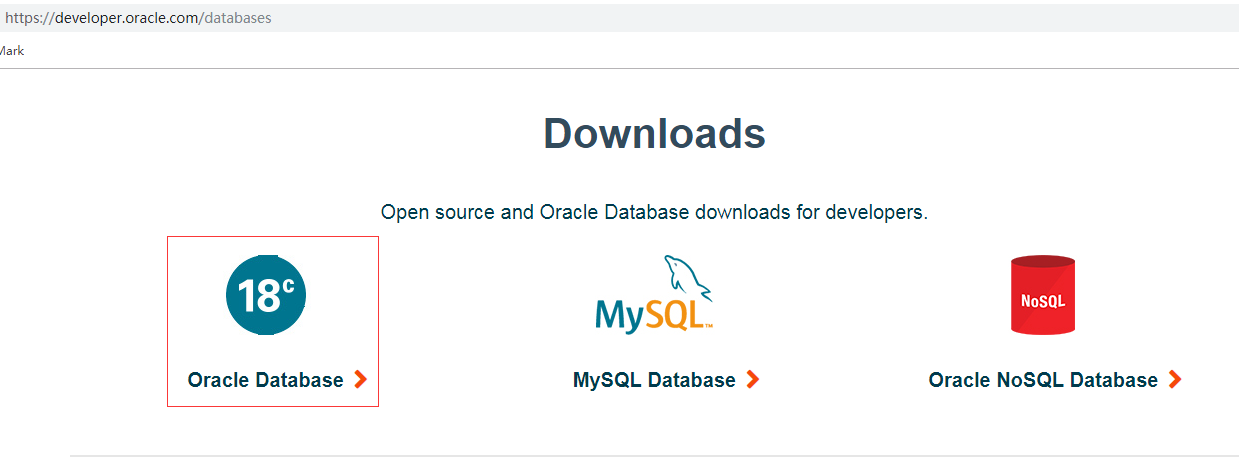 https://developer.oracle.com/databases
Mark
Downloads
Open source and Oracle Database downloads for developers.
18c
MySQL™
NoSQL
Oracle Database
MySQL Database
Oracle NoSQL Database